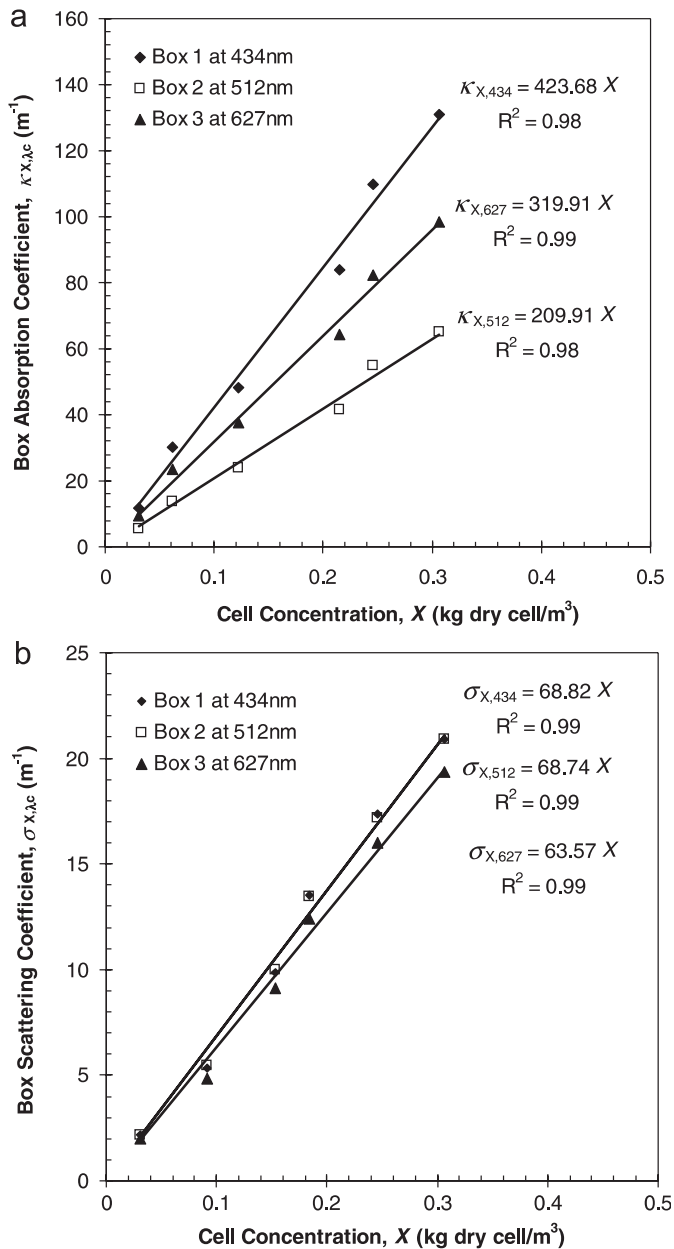 a
160
140
120
100
80
60
40
20
0
Box Absorption Coefficient, κX,λc (m-1)
Box 1 at 434nm
Box 2 at 512nm
Box 3 at 627nm
κX,434 = 423.68 X
R2 = 0.98
κX,627 = 319.91 X
R2 = 0.99
κX,512 = 209.91 X
R2 = 0.98
0 0.1 0.2 0.3 0.4 0.5
Cell Concentration, X (kg dry cell/m3)
b
25
20
15
10
5
0
Box Scattering Coefficient, σX,λc (m-1)
Box 1 at 434nm
Box 2 at 512nm
Box 3 at 627nm
σX,434 = 68.82 X
R2 = 0.99
σX,512 = 68.74 X
R2 = 0.99
σX,627 = 63.57 X
R2 = 0.99
0 0.1 0.2 0.3 0.4 0.5
Cell Concentration, X (kg dry cell/m3)